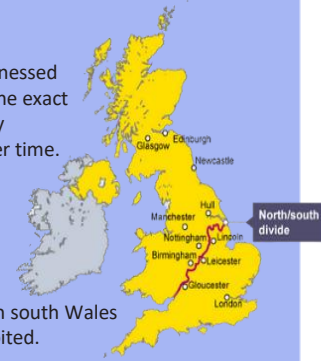 nessed
ne exact
er time.
Glasgow
Edinburgh
Newcastle
Hull
Manchester
Lincoln
Nottingham
Birmingham
Leicester
Gloucester
London
North/south
divide
n south Wales
ited.